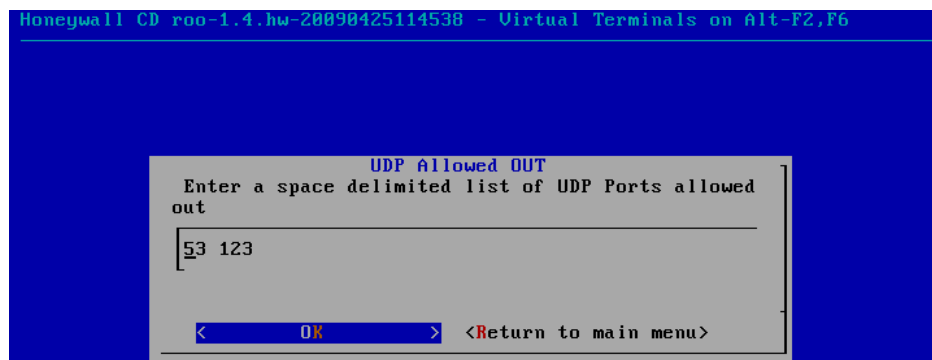 Honeywall CD roo-1.4.hw-20090425114538 - Virtual Terminals on Alt-F2,F6
UDP Allowed OUT
Enter a space delimited list of UDP Ports allowed
out
53 123
< OK > <Return to main menu>